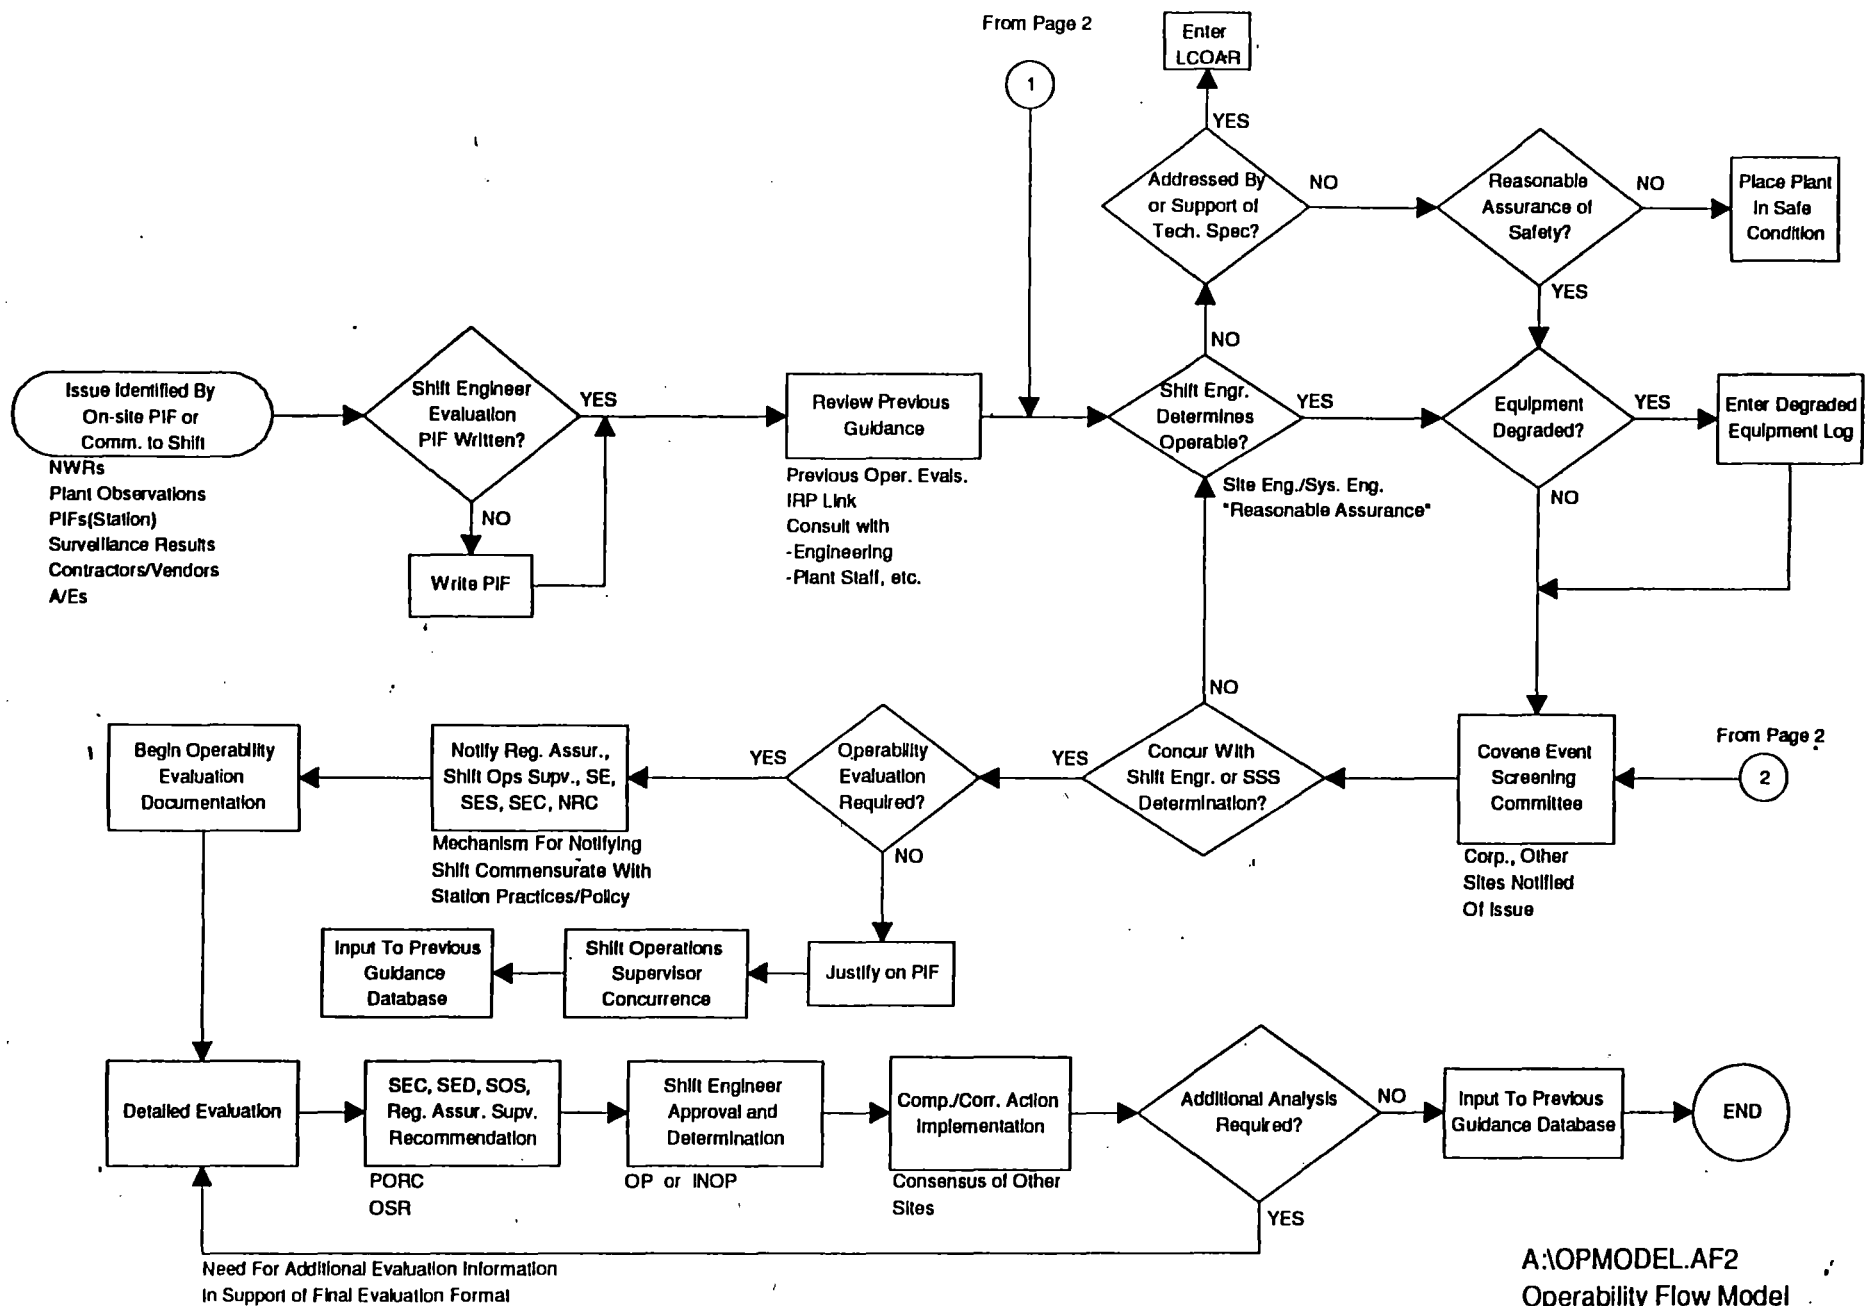 From Page 2
1
Enter
LCOAR
YES
Addressed By
or Support of
Tech. Spec?
NO
Reasonable
Assurance of
Safety?
NO
Place Plant
In Safe
Condition
YES
NO
Issue Identified By
On-site PIF or
Comm. to Shift
NWRs
Plant Observations
PIFs(Station)
Surveillance Results
Contractors/Vendors
A/Es
Shift Engineer
Evaluation
PIF Written?
YES
NO
Write PIF
Review Previous
Guidance
Previous Oper. Evals.
IRP Link
Consult with
-Engineering
-Plant Staff, etc.
Shift Engr.
Determines
Operable?
YES
Site Eng./Sys. Eng.
"Reasonable Assurance"
Equipment
Degraded?
YES
NO
Enter Degraded
Equipment Log
NO
From Page 2
2
Covene Event
Screening
Committee
Corp., Other
Sites Notified
Of Issue
Concur With
Shift Engr. or SSS
Determination?
YES
Operability
Evaluation
Required?
YES
NO
Notify Reg. Assur.,
Shift Ops Supv., SE,
SES, SEC, NRC
Mechanism For Notifying
Shift Commensurate With
Station Practices/Policy
Begin Operability
Evaluation
Documentation
Justify on PIF
Shift Operations
Supervisor
Concurrence
Input To Previous
Guidance
Database
Detailed Evaluation
SEC, SED, SOS,
Reg. Assur. Supv.
Recommendation
PORC
OSR
Shift Engineer
Approval and
Determination
OP or INOP
Comp./Corr. Action
Implementation
Consensus of Other
Sites
Additional Analysis
Required?
NO
YES
Input To Previous
Guidance Database
END
Need For Additional Evaluation Information
In Support of Final Evaluation Format
A:\OPMODEL.AF2
Operability Flow Model